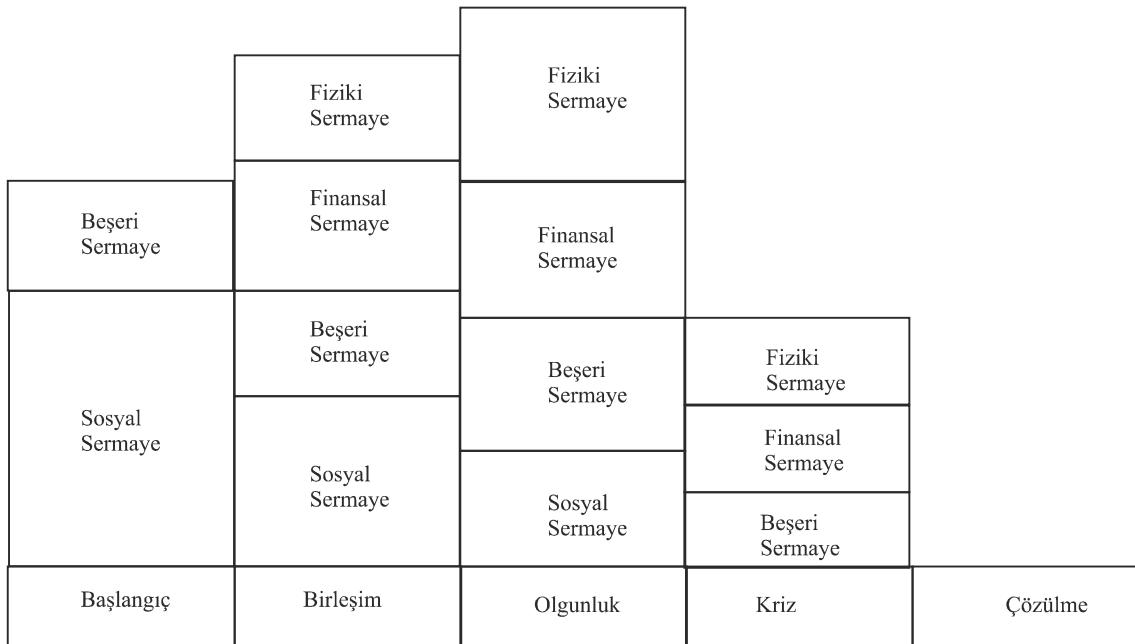 Beşeri
Sermaye
Sosyal
Sermaye
Başlangıç
Fiziki
Sermaye
Finansal
Sermaye
Beşeri
Sermaye
Sosyal
Sermaye
Birleşim
Fiziki
Sermaye
Finansal
Sermaye
Beşeri
Sermaye
Sosyal
Sermaye
Olgunluk
Fiziki
Sermaye
Finansal
Sermaye
Beşeri
Sermaye
Kriz
Çözülme